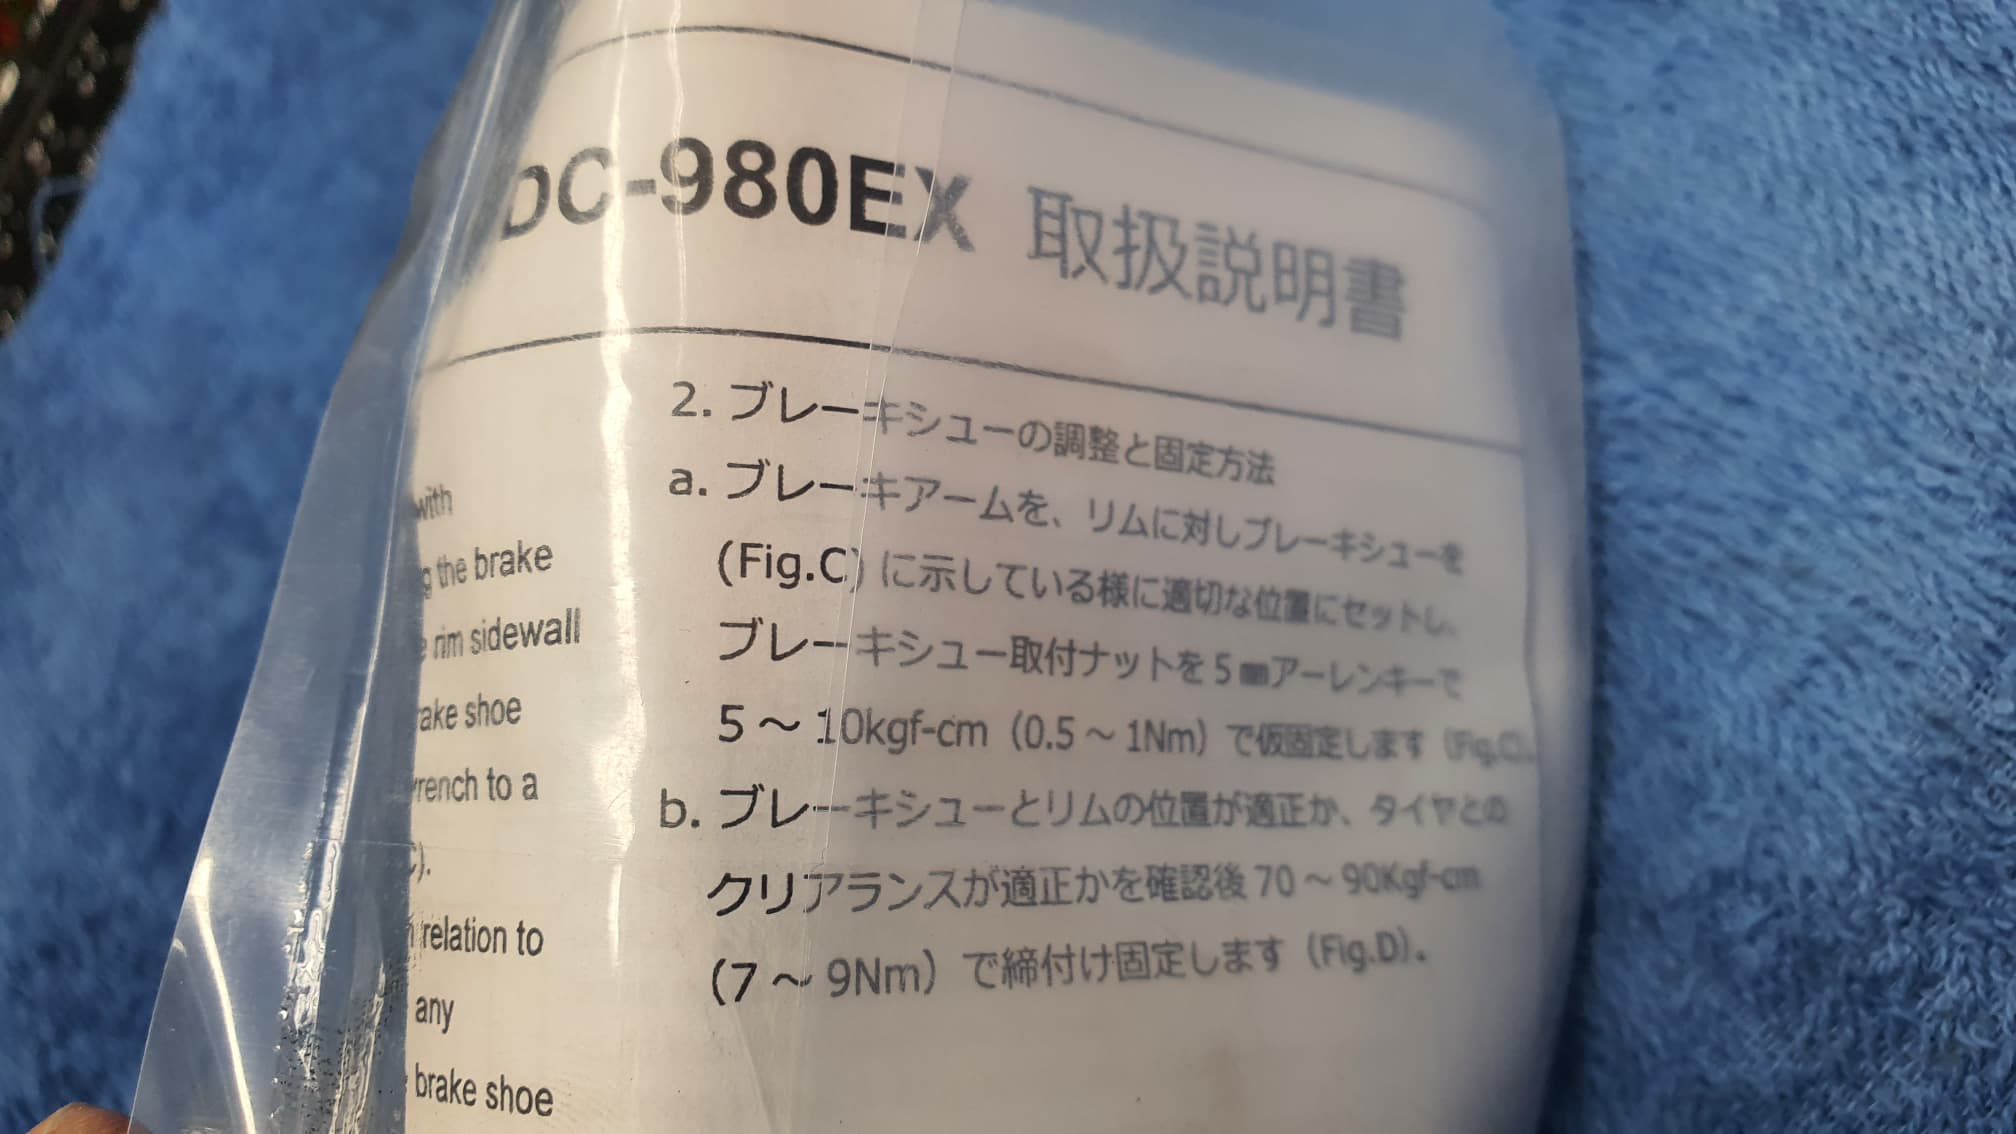 DC-980EX 取扱説明書
with
the brake
rim sidewall
brake shoe
wrench to a
C).
relation to
any
brake shoe
2. ブレーキシューの調整と固定方法
a. ブレーキアームを、リムに対しブレーキシューを
(Fig.C) に示している様に適切な位置にセットし、
ブレーキシュー取付ナットを5㎜アーレンキーで
5～10kgf-cm（0.5～1Nm）で仮固定します（Fig.C).
b. ブレーキシューとリムの位置が適正か、タイヤとの
クリアランスが適正かを確認後70～90Kgf-cm
（7～9Nm）で締付け固定します（Fig.D).